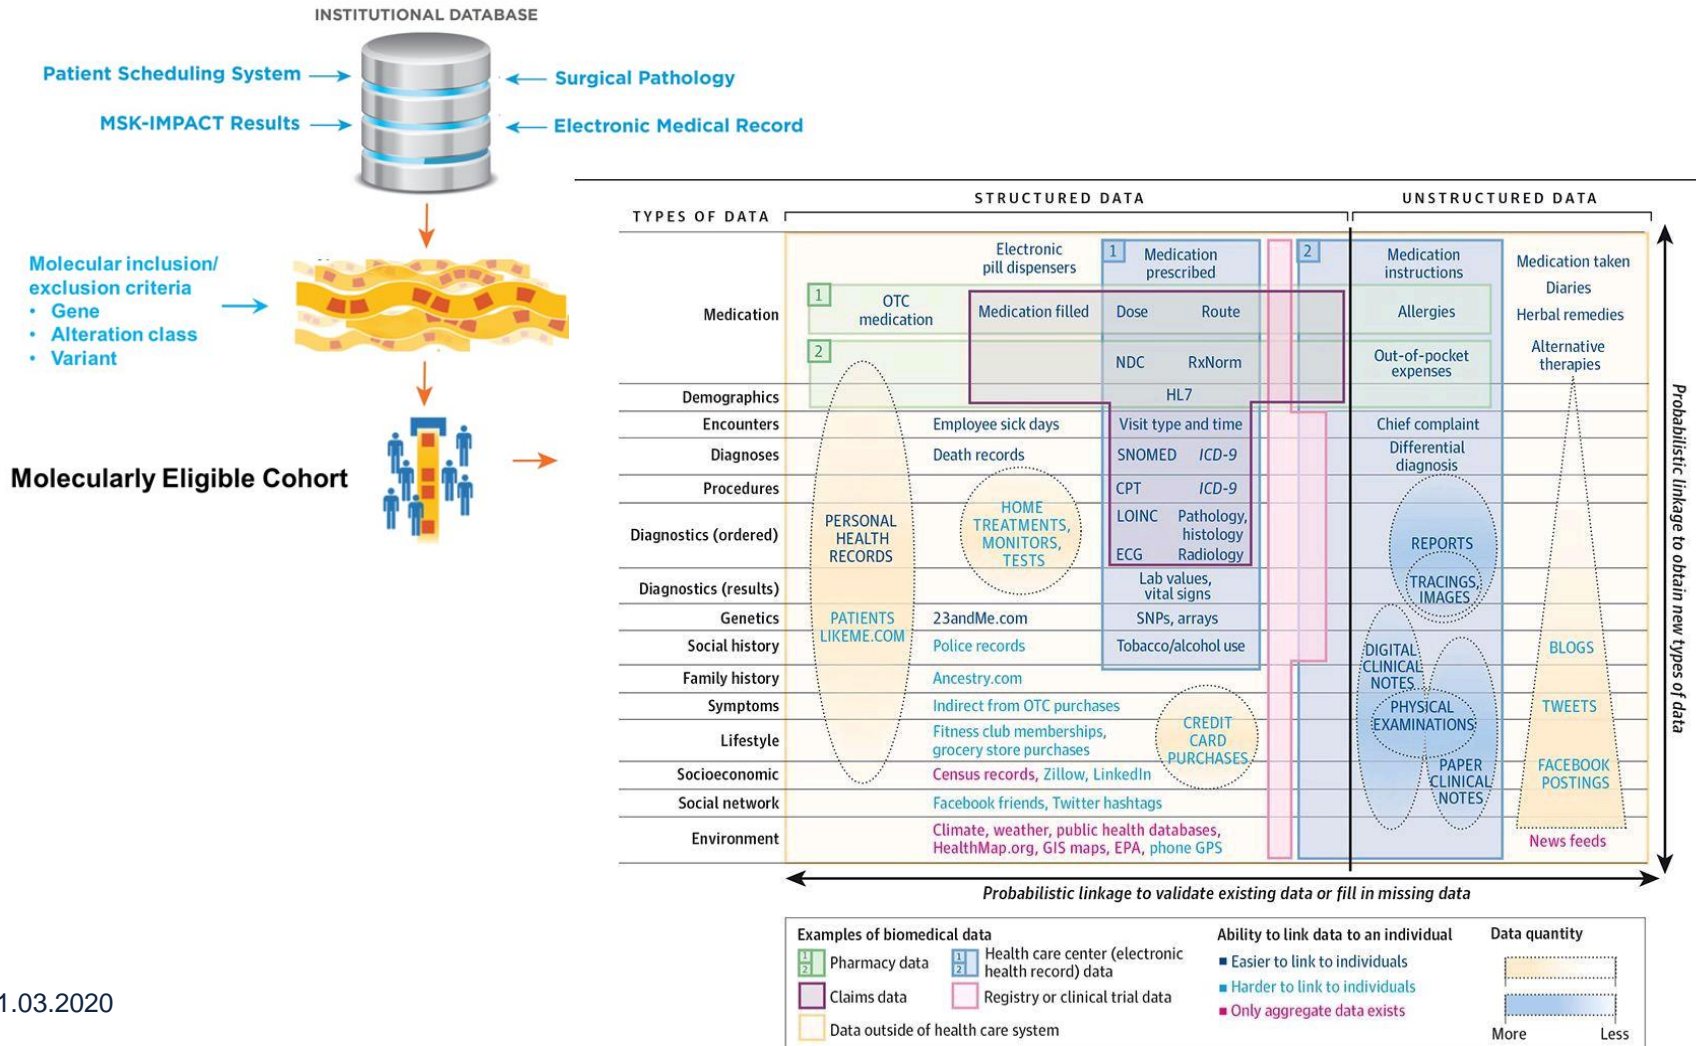 INSTITUTIONAL DATABASE
Patient Scheduling System
Surgical Pathology
MSK-IMPACT Results
Electronic Medical Record
Molecular inclusion/
exclusion criteria
• Gene
• Alteration class
• Variant
Molecularly Eligible Cohort
STRUCTURED DATA
UNSTRUCTURED DATA
TYPES OF DATA
Medication
Demographics
Encounters
Diagnoses
Procedures
Diagnostics (ordered)
Diagnostics (results)
Genetics
Social history
Family history
Symptoms
Lifestyle
Socioeconomic
Social network
Environment
1
OTC
medication
2
PERSONAL
HEALTH
RECORDS
PATIENTS
LIKEME.COM
Electronic
pill dispensers
Medication filled
Employee sick days
Death records
HOME
TREATMENTS,
MONITORS,
TESTS
23andMe.com
Police records
Ancestry.com
Indirect from OTC purchases
Fitness club memberships,
grocery store purchases
Census records, Zillow, LinkedIn
Facebook friends, Twitter hashtags
Climate, weather, public health databases,
HealthMap.org, GIS maps, EPA, phone GPS
CREDIT
CARD
PURCHASES
1
Medication
prescribed
Dose Route
NDC RxNorm
HL7
Visit type and time
SNOMED ICD-9
CPT ICD-9
LOINC Pathology,
histology
ECG Radiology
Lab values,
vital signs
SNPs, arrays
Tobacco/alcohol use
2
Medication
instructions
Allergies
Out-of-pocket
expenses
Chief complaint
Differential
diagnosis
REPORTS
TRACINGS,
IMAGES
DIGITAL
CLINICAL
NOTES
PHYSICAL
EXAMINATIONS
PAPER
CLINICAL
NOTES
Medication taken
Diaries
Herbal remedies
Alternative
therapies
BLOGS
TWEETS
FACEBOOK
POSTINGS
News feeds
Probabilistic linkage to obtain new types of data
Probabilistic linkage to validate existing data or fill in missing data
Examples of biomedical data
1
2
Pharmacy data
1
2
Health care center (electronic
health record) data
Claims data
Registry or clinical trial data
Data outside of health care system
Ability to link data to an individual
■ Easier to link to individuals
■ Harder to link to individuals
■ Only aggregate data exists
Data quantity
More Less
1.03.2020